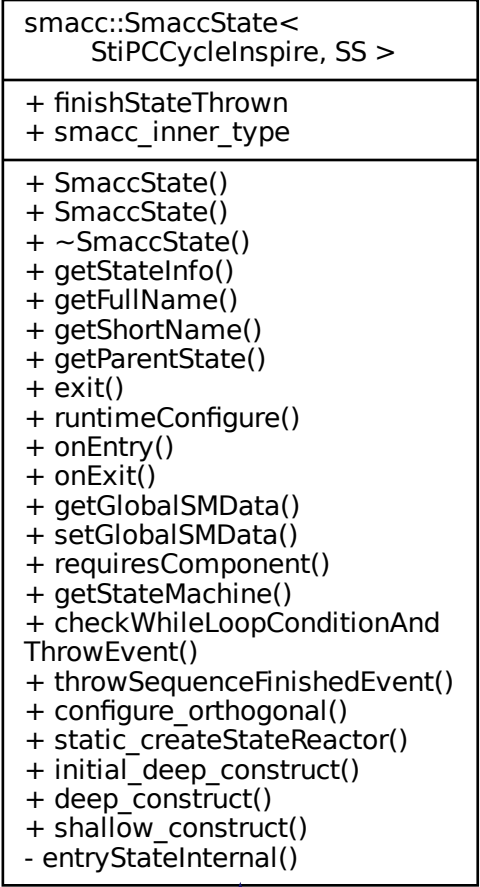 smacc::SmaccState<
StiPCCycleInspire, SS >
+ finishStateThrown
+ smacc_inner_type
+ SmaccState()
+ SmaccState()
+ ~SmaccState()
+ getStateInfo()
+ getFullName()
+ getShortName()
+ getParentState()
+ exit()
+ runtimeConfigure()
+ onEntry()
+ onExit()
+ getGlobalSMData()
+ setGlobalSMData()
+ requiresComponent()
+ getStateMachine()
+ checkWhileLoopConditionAnd
ThrowEvent()
+ throwSequenceFinishedEvent()
+ configure_orthogonal()
+ static_createStateReactor()
+ initial_deep_construct()
+ deep_construct()
+ shallow_construct()
- entryStateInternal()